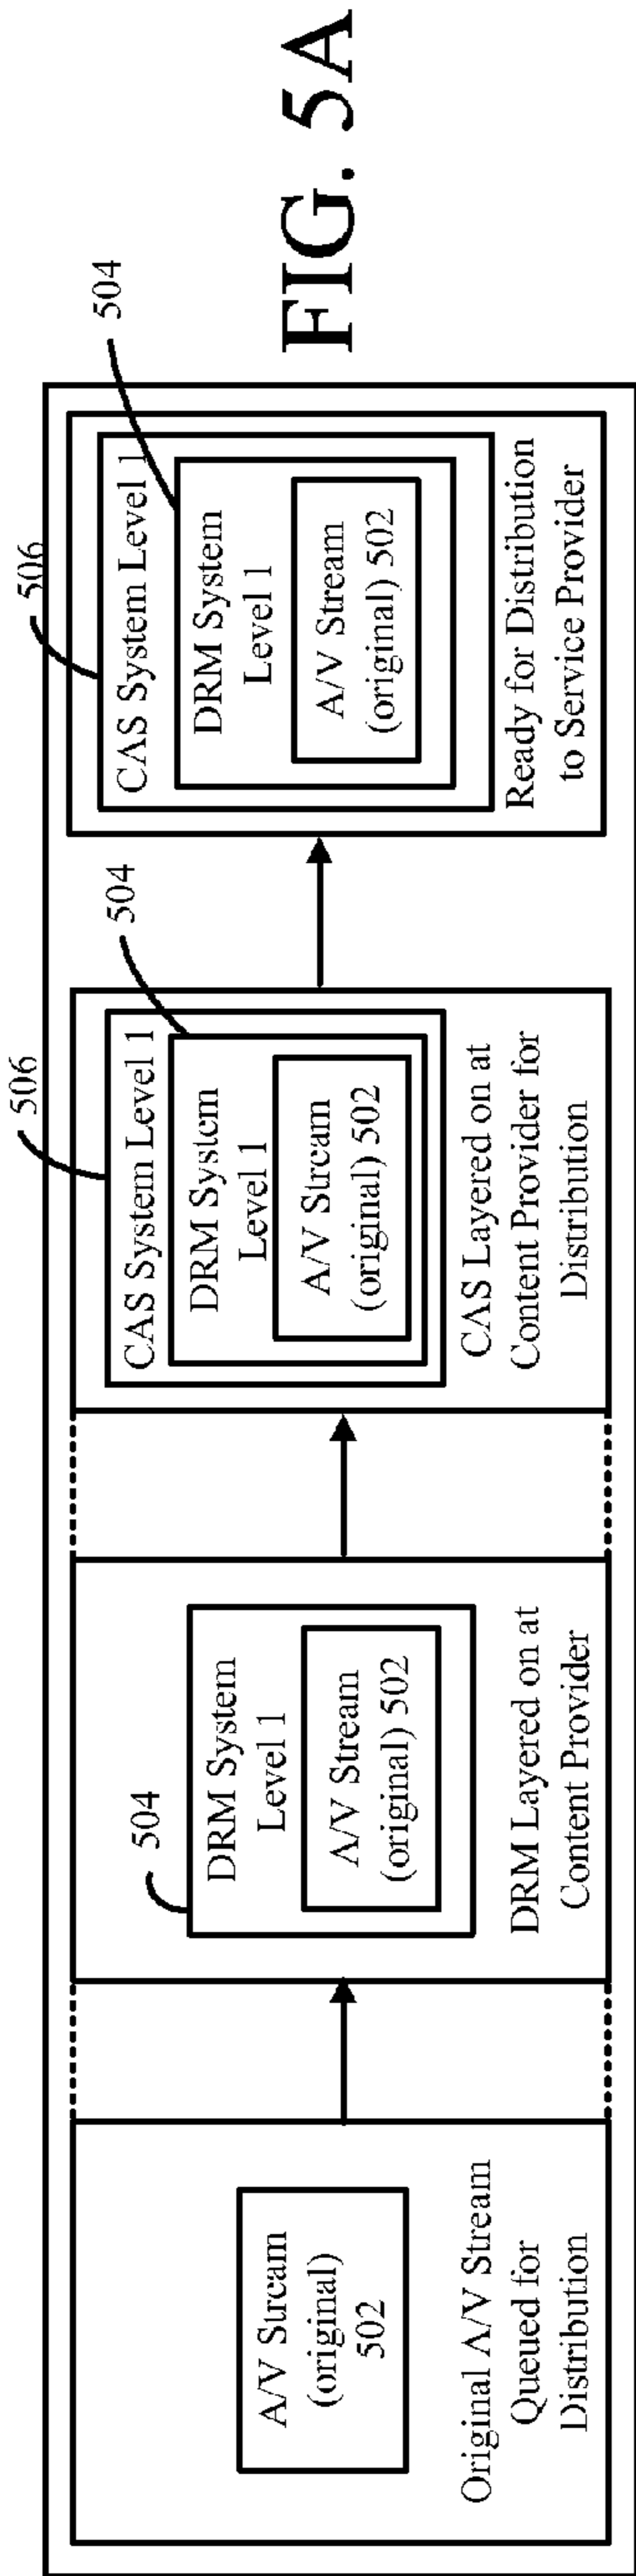 A/V Stream
(original)
502
Original A/V Stream
Queued for
Distribution
504
DRM System
Level 1
A/V Stream
(original) 502
DRM Layered on at
Content Provider
506
504
CAS System Level 1
DRM System
Level 1
A/V Stream
(original) 502
CAS Layered on at
Content Provider for
Distribution
506
504
CAS System Level 1
DRM System
Level 1
A/V Stream
(original) 502
Ready for Distribution
to Service Provider
FIG. 5A